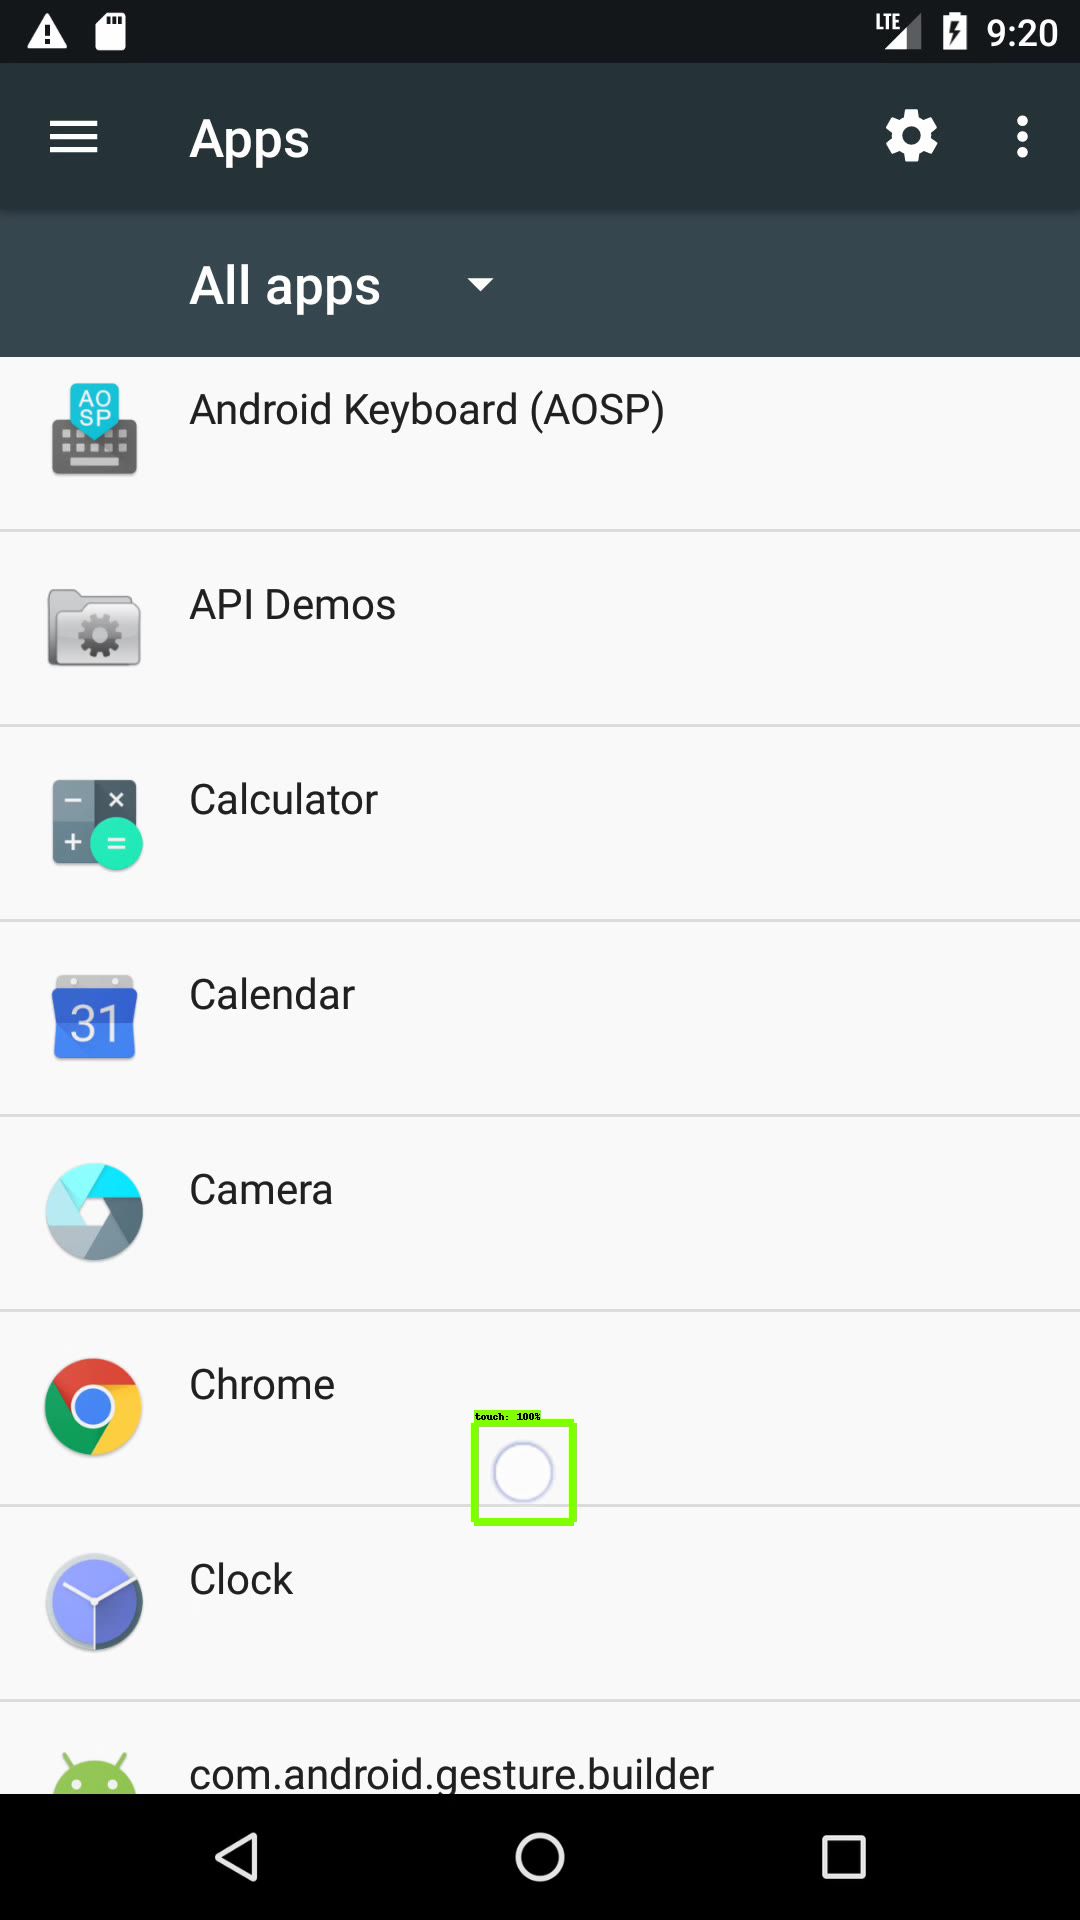 LTE 9:20
Apps
All apps
AO
SP
Android Keyboard (AOSP)
API Demos
Calculator
31
Calendar
Camera
Chrome
touch: 100%
Clock
com.android.gesture.builder